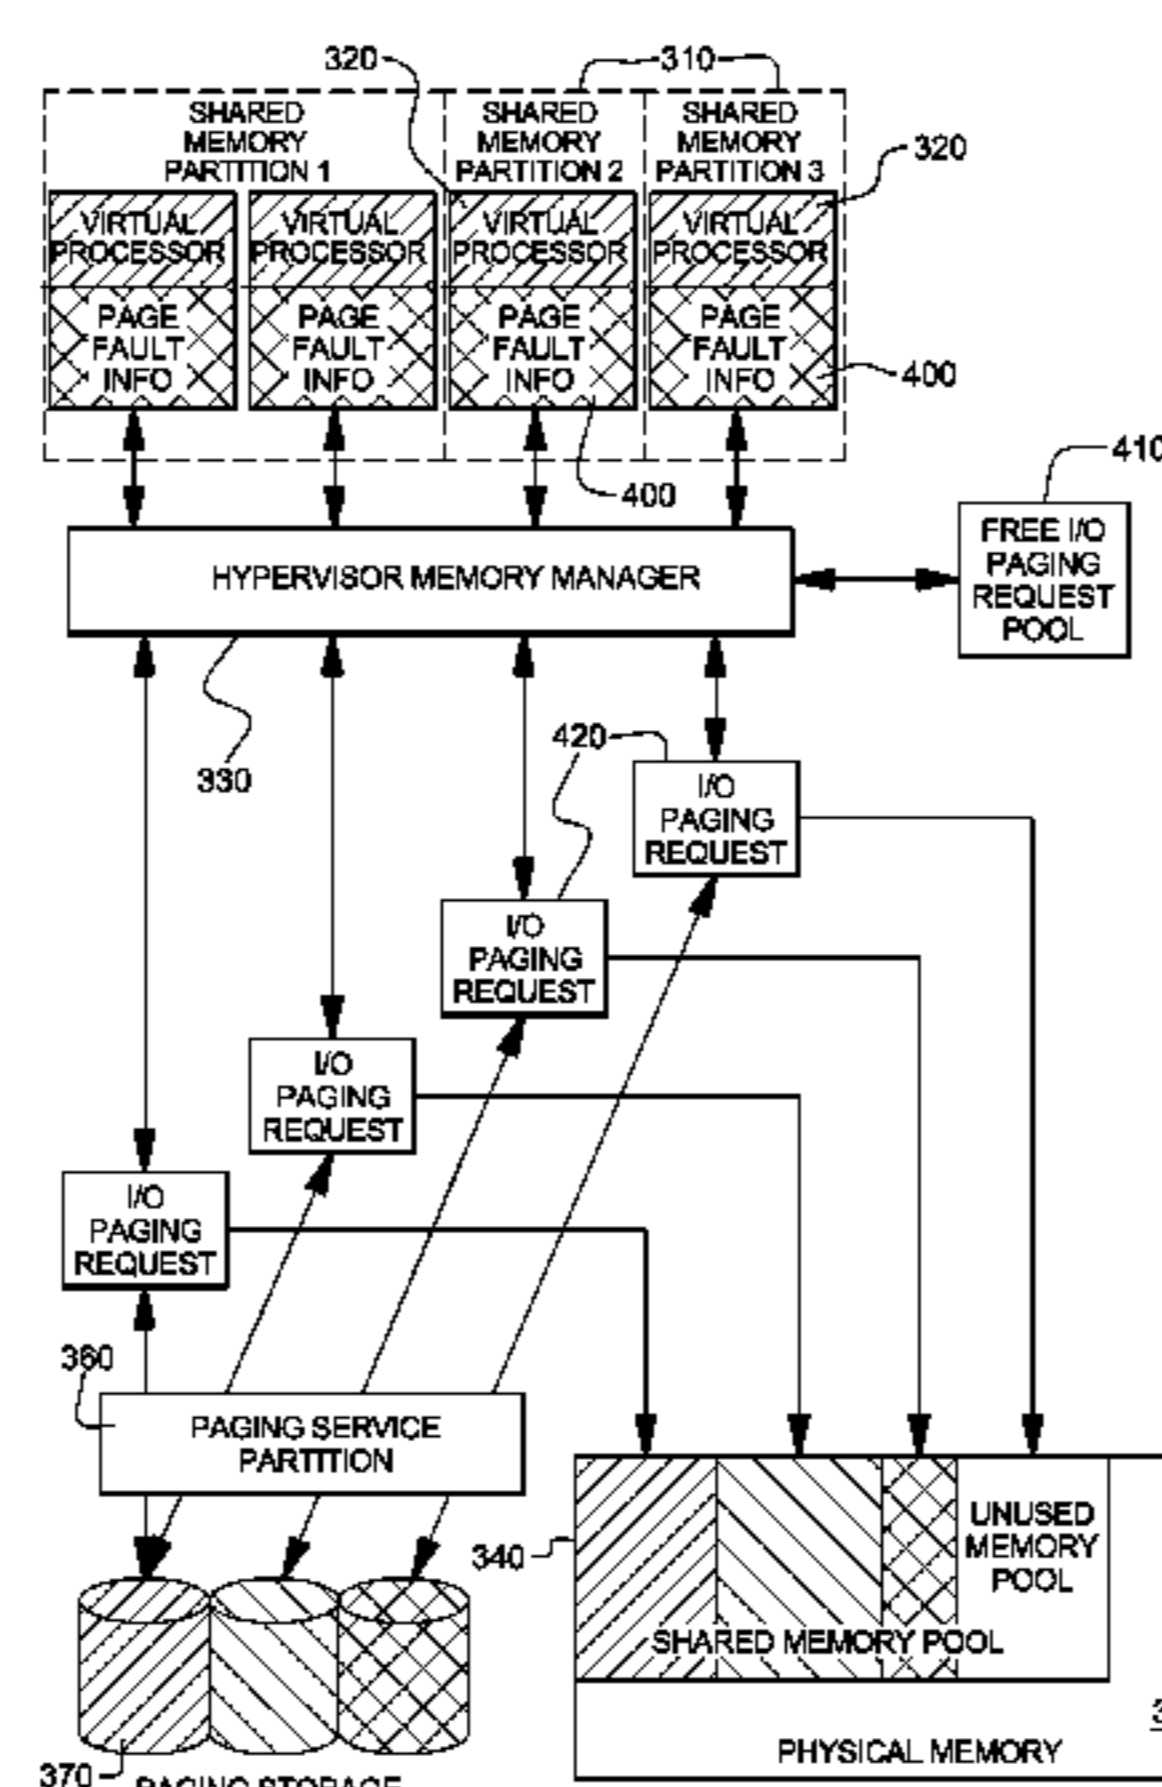 320
310
SHARED
MEMORY
PARTITION 1
SHARED
MEMORY
PARTITION 2
SHARED
MEMORY
PARTITION 3
320
VIRTUAL
PROCESSOR
VIRTUAL
PROCESSOR
VIRTUAL
PROCESSOR
VIRTUAL
PROCESSOR
PAGE
FAULT
INFO
PAGE
FAULT
INFO
PAGE
FAULT
INFO
PAGE
FAULT
INFO
400
400
410
HYPERVISOR MEMORY MANAGER
FREE I/O
PAGING
REQUEST
POOL
330
420
I/O
PAGING
REQUEST
I/O
PAGING
REQUEST
I/O
PAGING
REQUEST
I/O
PAGING
REQUEST
360
PAGING SERVICE
PARTITION
340
UNUSED
MEMORY
POOL
SHARED MEMORY POOL
PHYSICAL MEMORY
370
PAGING STORAGE